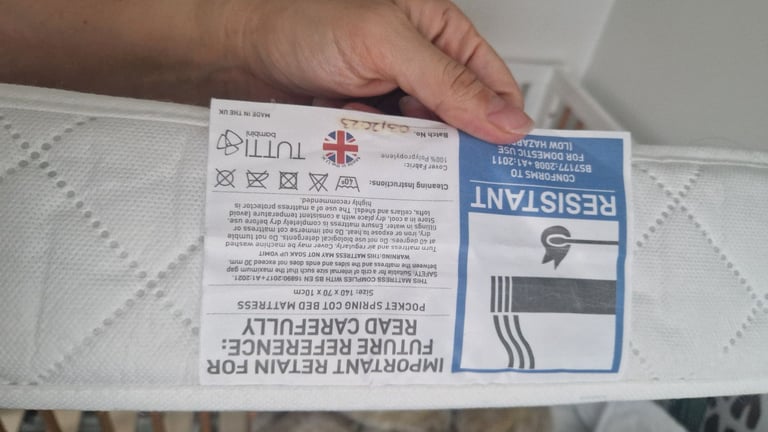 IMPORTANT RETAIN FOR
FUTURE REFERENCE:
READ CAREFULLY
POCKET SPRING COT BED MATTRESS
Size: 140 x 70 x 10cm
THIS MATTRESS COMPLIES WITH BS EN 16890:2017+A1:2021.
SAFETY: Suitable for a crib of internal size such that the maximum gap
between the mattress and the sides and ends does not exceed 30 mm.
WARNING: THIS MATTRESS MAY NOT SOAK UP VOMIT
Turn mattress and air regularly. Cover may be machine washed
at 40 degrees. Do not use biological detergents. Do not tumble
dry, iron or expose to heat. Do not immerse cot mattress or
fillings in water. Ensure mattress is completely dry before use.
Store in a cool, dry place with a consistent temperature (avoid
lofts, cellars and sheds). The use of a mattress protector is
highly recommended.
Cleaning Instructions:
40°
Cover Fabric:
100% Polypropylene
TUTTI
bambini
Batch No. 03/2023
MADE IN THE UK
RESISTANT
CONFORMS TO
BS7177:2008 +A1:2011
FOR DOMESTIC USE
(LOW HAZARD